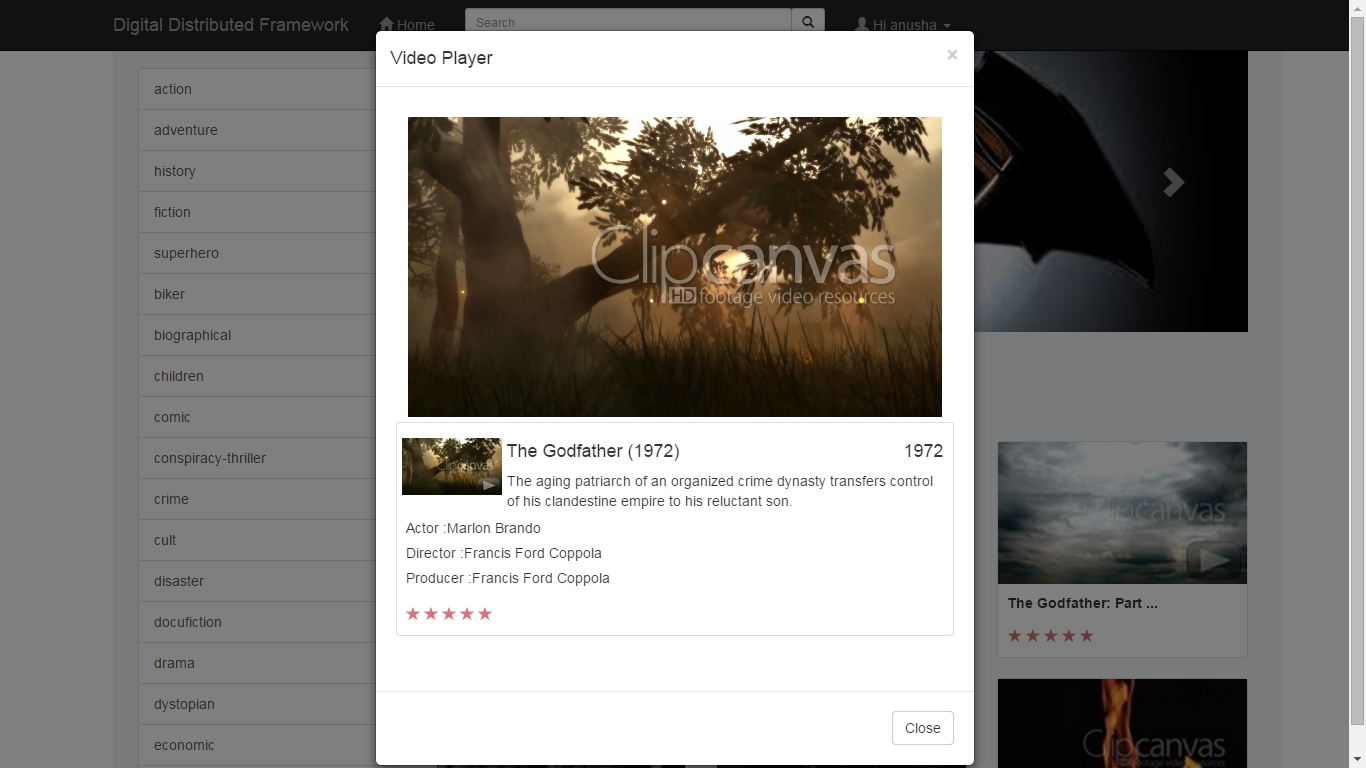 Digital Distributed Framework
Home
Search
Hi anusha
Video Player
×
action
adventure
history
fiction
superhero
biker
biographical
children
comic
conspiracy-thriller
crime
cult
disaster
docufiction
drama
dystopian
economic
Clipcanvas
HD footage video resources
The Godfather (1972)
1972
The aging patriarch of an organized crime dynasty transfers control
of his clandestine empire to his reluctant son.
Actor :Marlon Brando
Director :Francis Ford Coppola
Producer :Francis Ford Coppola
★★★★★
Close
Clipcanvas
The Godfather: Part ...
★★★★★
Clipcanvas